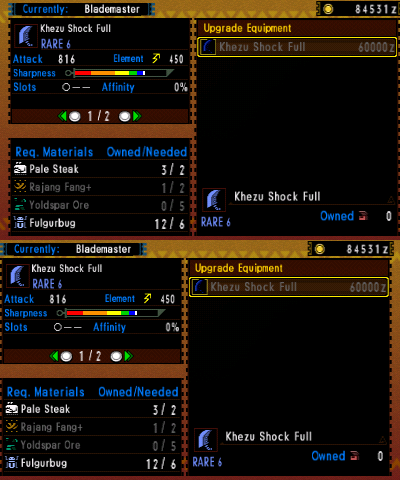 Currently: Blademaster
84531z
Khezu Shock Full
RARE 6
Attack 816 Element 450
Sharpness
Slots O-- Affinity 0%
1/2
Upgrade Equipment
Khezu Shock Full 60000z
Req. Materials Owned/Needed
Pale Steak 3/ 2
Rajang Fang+ 1/ 2
Yoldspar Ore 0/ 5
Fulgurbug 12/ 6
Khezu Shock Full
RARE 6
Owned 0
Currently: Blademaster
84531z
Khezu Shock Full
RARE 6
Attack 816 Element 450
Sharpness
Slots O-- Affinity 0%
1/2
Upgrade Equipment
Khezu Shock Full 60000z
Req. Materials Owned/Needed
Pale Steak 3/ 2
Rajang Fang+ 1/ 2
Yoldspar Ore 0/ 5
Fulgurbug 12/ 6
Khezu Shock Full
RARE 6
Owned 0